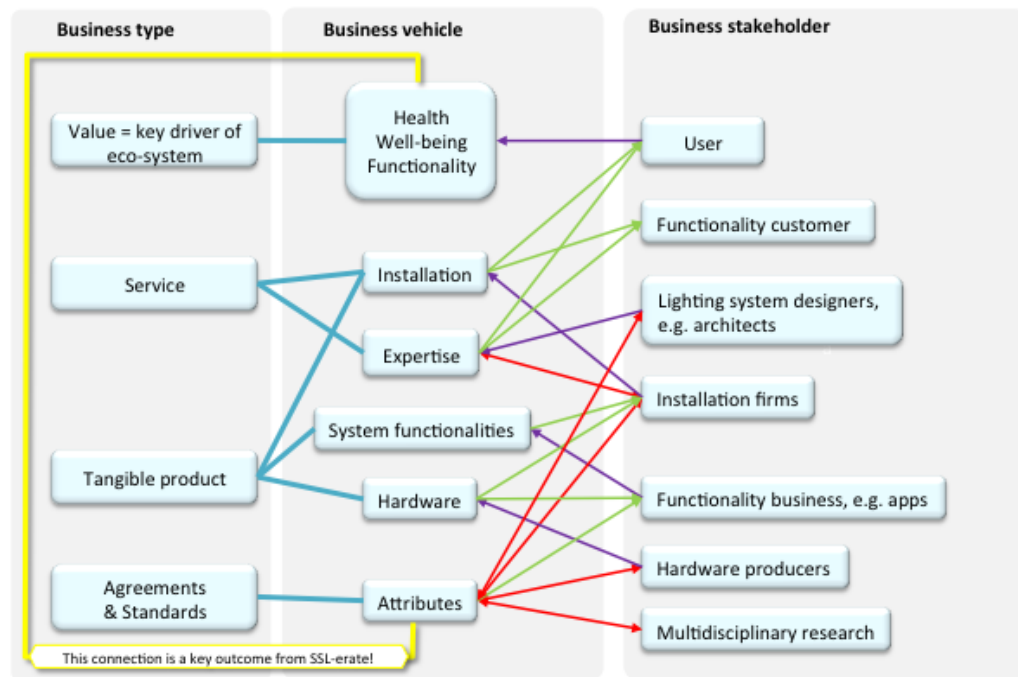 Business type
Business vehicle
Business stakeholder
Value = key driver of
eco-system
Health
Well-being
Functionality
User
Functionality customer
Service
Installation
Lighting system designers,
e.g. architects
Expertise
Installation firms
System functionalities
Tangible product
Hardware
Functionality business, e.g. apps
Hardware producers
Agreements
& Standards
Attributes
Multidisciplinary research
This connection is a key outcome from SSL-erate!